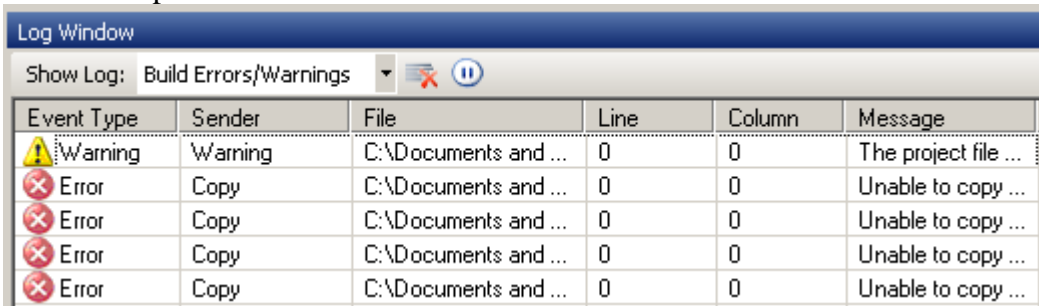 Log Window
Show Log: Build Errors/Warnings
Event Type Sender File Line Column Message
Warning Warning C:\Documents and ... 0 0 The project file ...
Error Copy C:\Documents and ... 0 0 Unable to copy ...
Error Copy C:\Documents and ... 0 0 Unable to copy ...
Error Copy C:\Documents and ... 0 0 Unable to copy ...
Error Copy C:\Documents and ... 0 0 Unable to copy ...